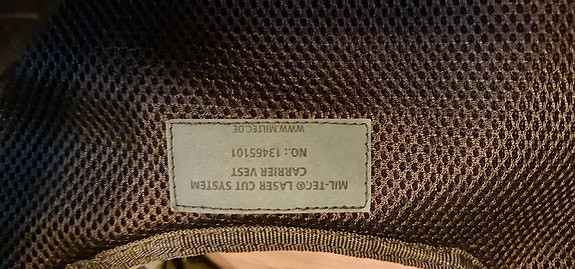 MIL-TEC® LASER CUT SYSTEM
CARRIER VEST
NO.: 13465101
WWW.MILTEC.DE